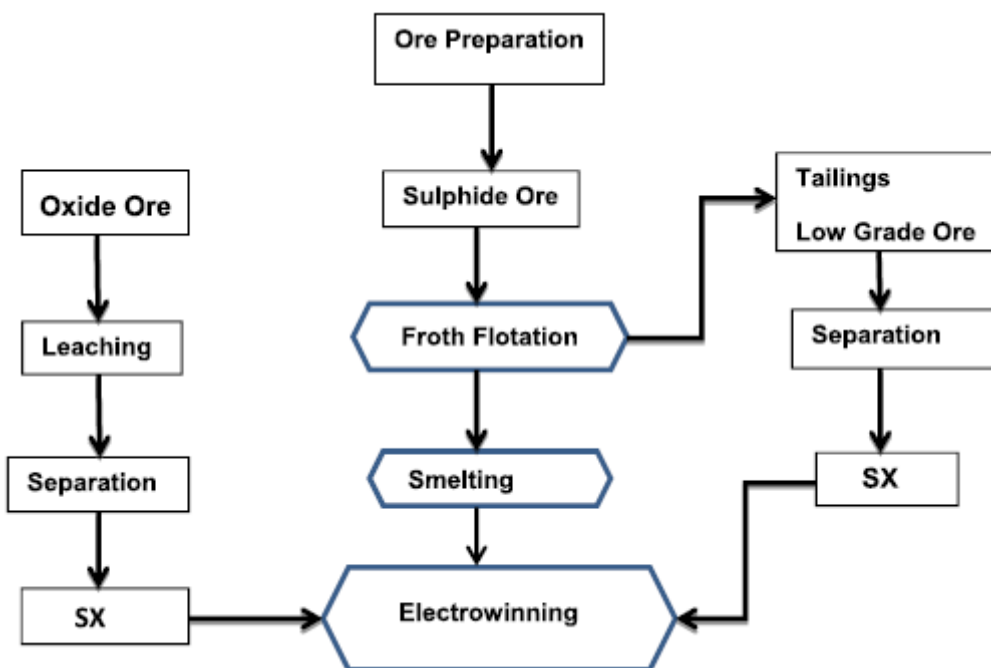 Ore Preparation
Oxide Ore
Sulphide Ore
Tailings
Low Grade Ore
Leaching
Froth Flotation
Separation
Separation
Smelting
SX
SX
Electrowinning